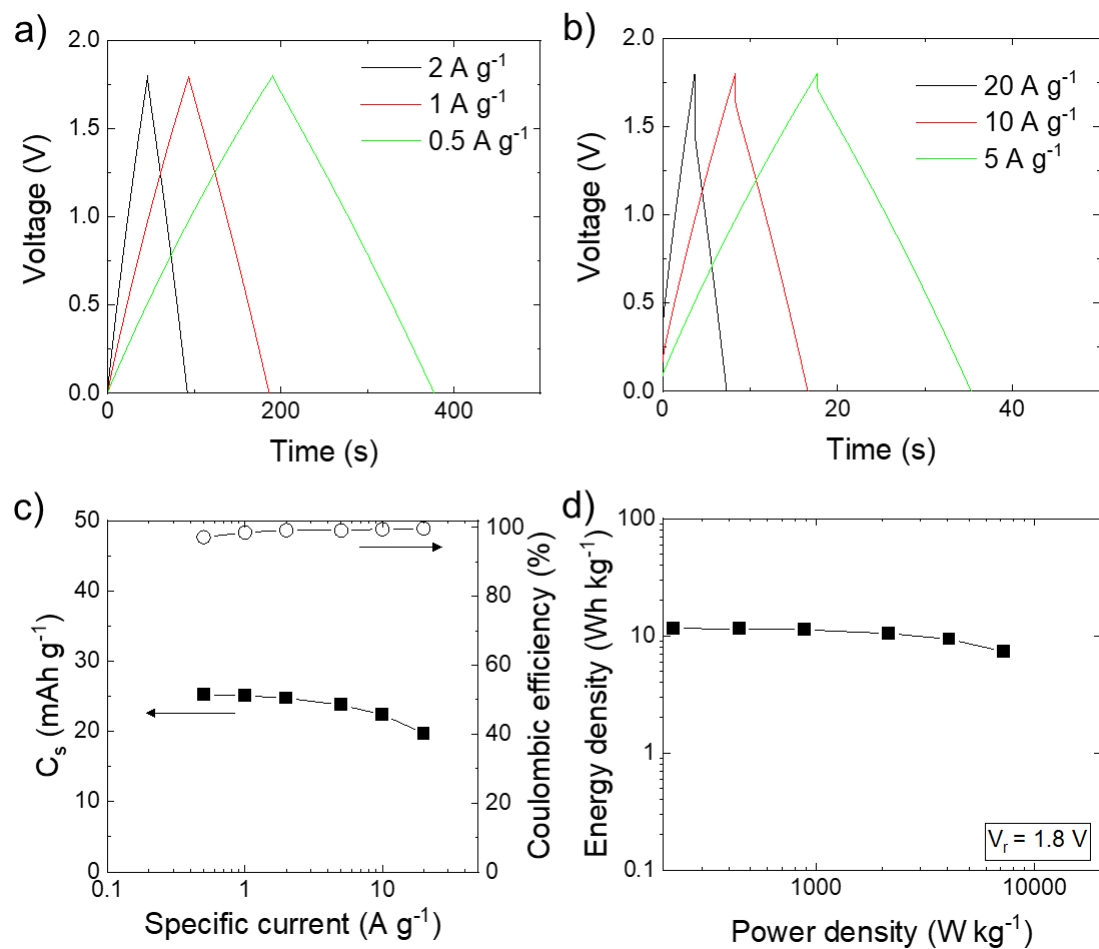 a)
2.0
1.5
1.0
0.5
0.0
Voltage (V)
2 A g⁻¹
1 A g⁻¹
0.5 A g⁻¹
0 200 400
Time (s)
b)
2.0
1.5
1.0
0.5
0.0
Voltage (V)
20 A g⁻¹
10 A g⁻¹
5 A g⁻¹
0 20 40
Time (s)
c)
50
40
30
20
10
0
Cₛ (mAh g⁻¹)
100
80
60
40
20
0
Coulombic efficiency (%)
0.1 1 10
Specific current (A g⁻¹)
d)
100
10
1
0.1
Energy density (Wh kg⁻¹)
Vᵣ = 1.8 V
1000 10000
Power density (W kg⁻¹)